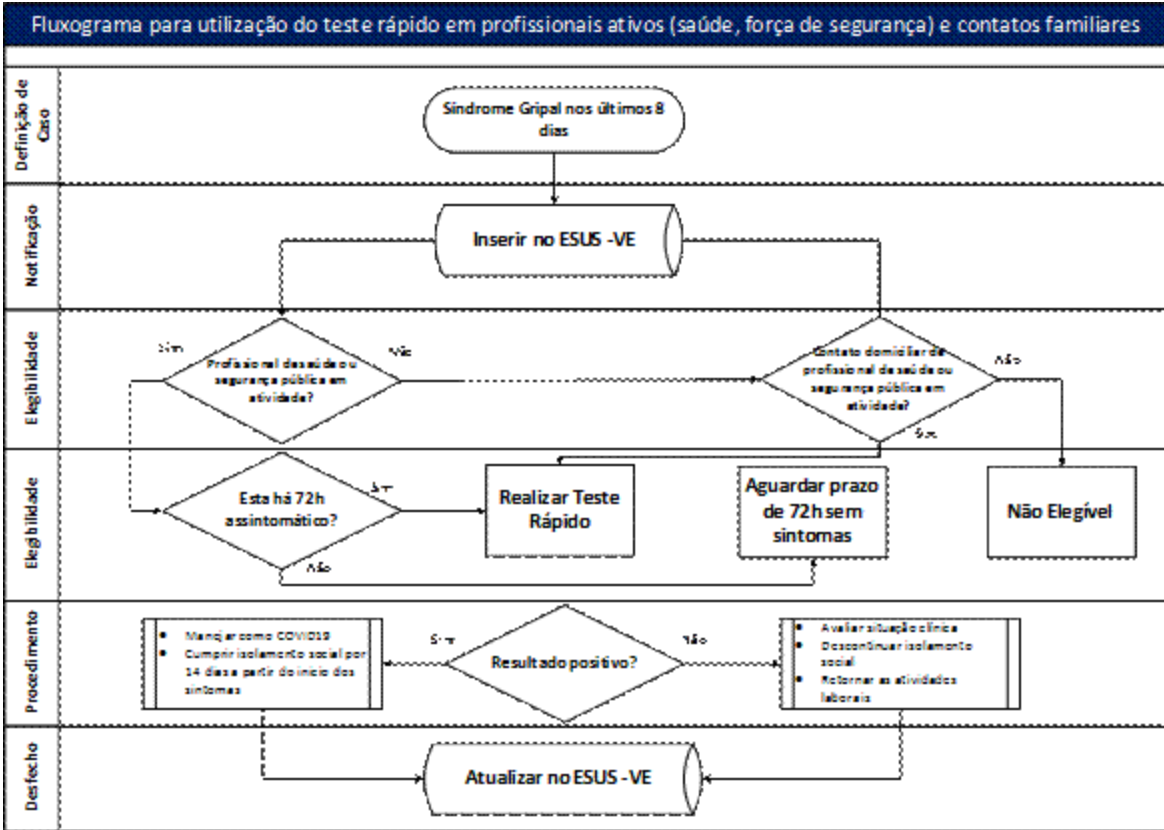 Fluxograma para utilização do teste rápido em profissionais ativos (saúde, força de segurança) e contatos familiares
Definição de
Caso
Síndrome Gripal nos últimos 8
dias
Notificação
Inserir no ESUS -VE
Elegibilidade
Sim
Profissional de saúde ou
segurança pública em
atividade?
Não
Contato domiciliar de
profissional de saúde ou
segurança pública em
atividade?
Não
Sim
Elegibilidade
Esta há 72h
assintomático?
Sim
Não
Realizar Teste
Rápido
Aguardar prazo
de 72h sem
sintomas
Não Elegível
Procedimento
• Manejar como COVID19
• Cumprir isolamento social por
14 dias a partir do inicio dos
sintomas
Sim
Resultado positivo?
Não
• Avaliar situação clínica
• Descontinuar isolamento
social
• Retornar as atividades
laborais
Desfecho
Atualizar no ESUS -VE